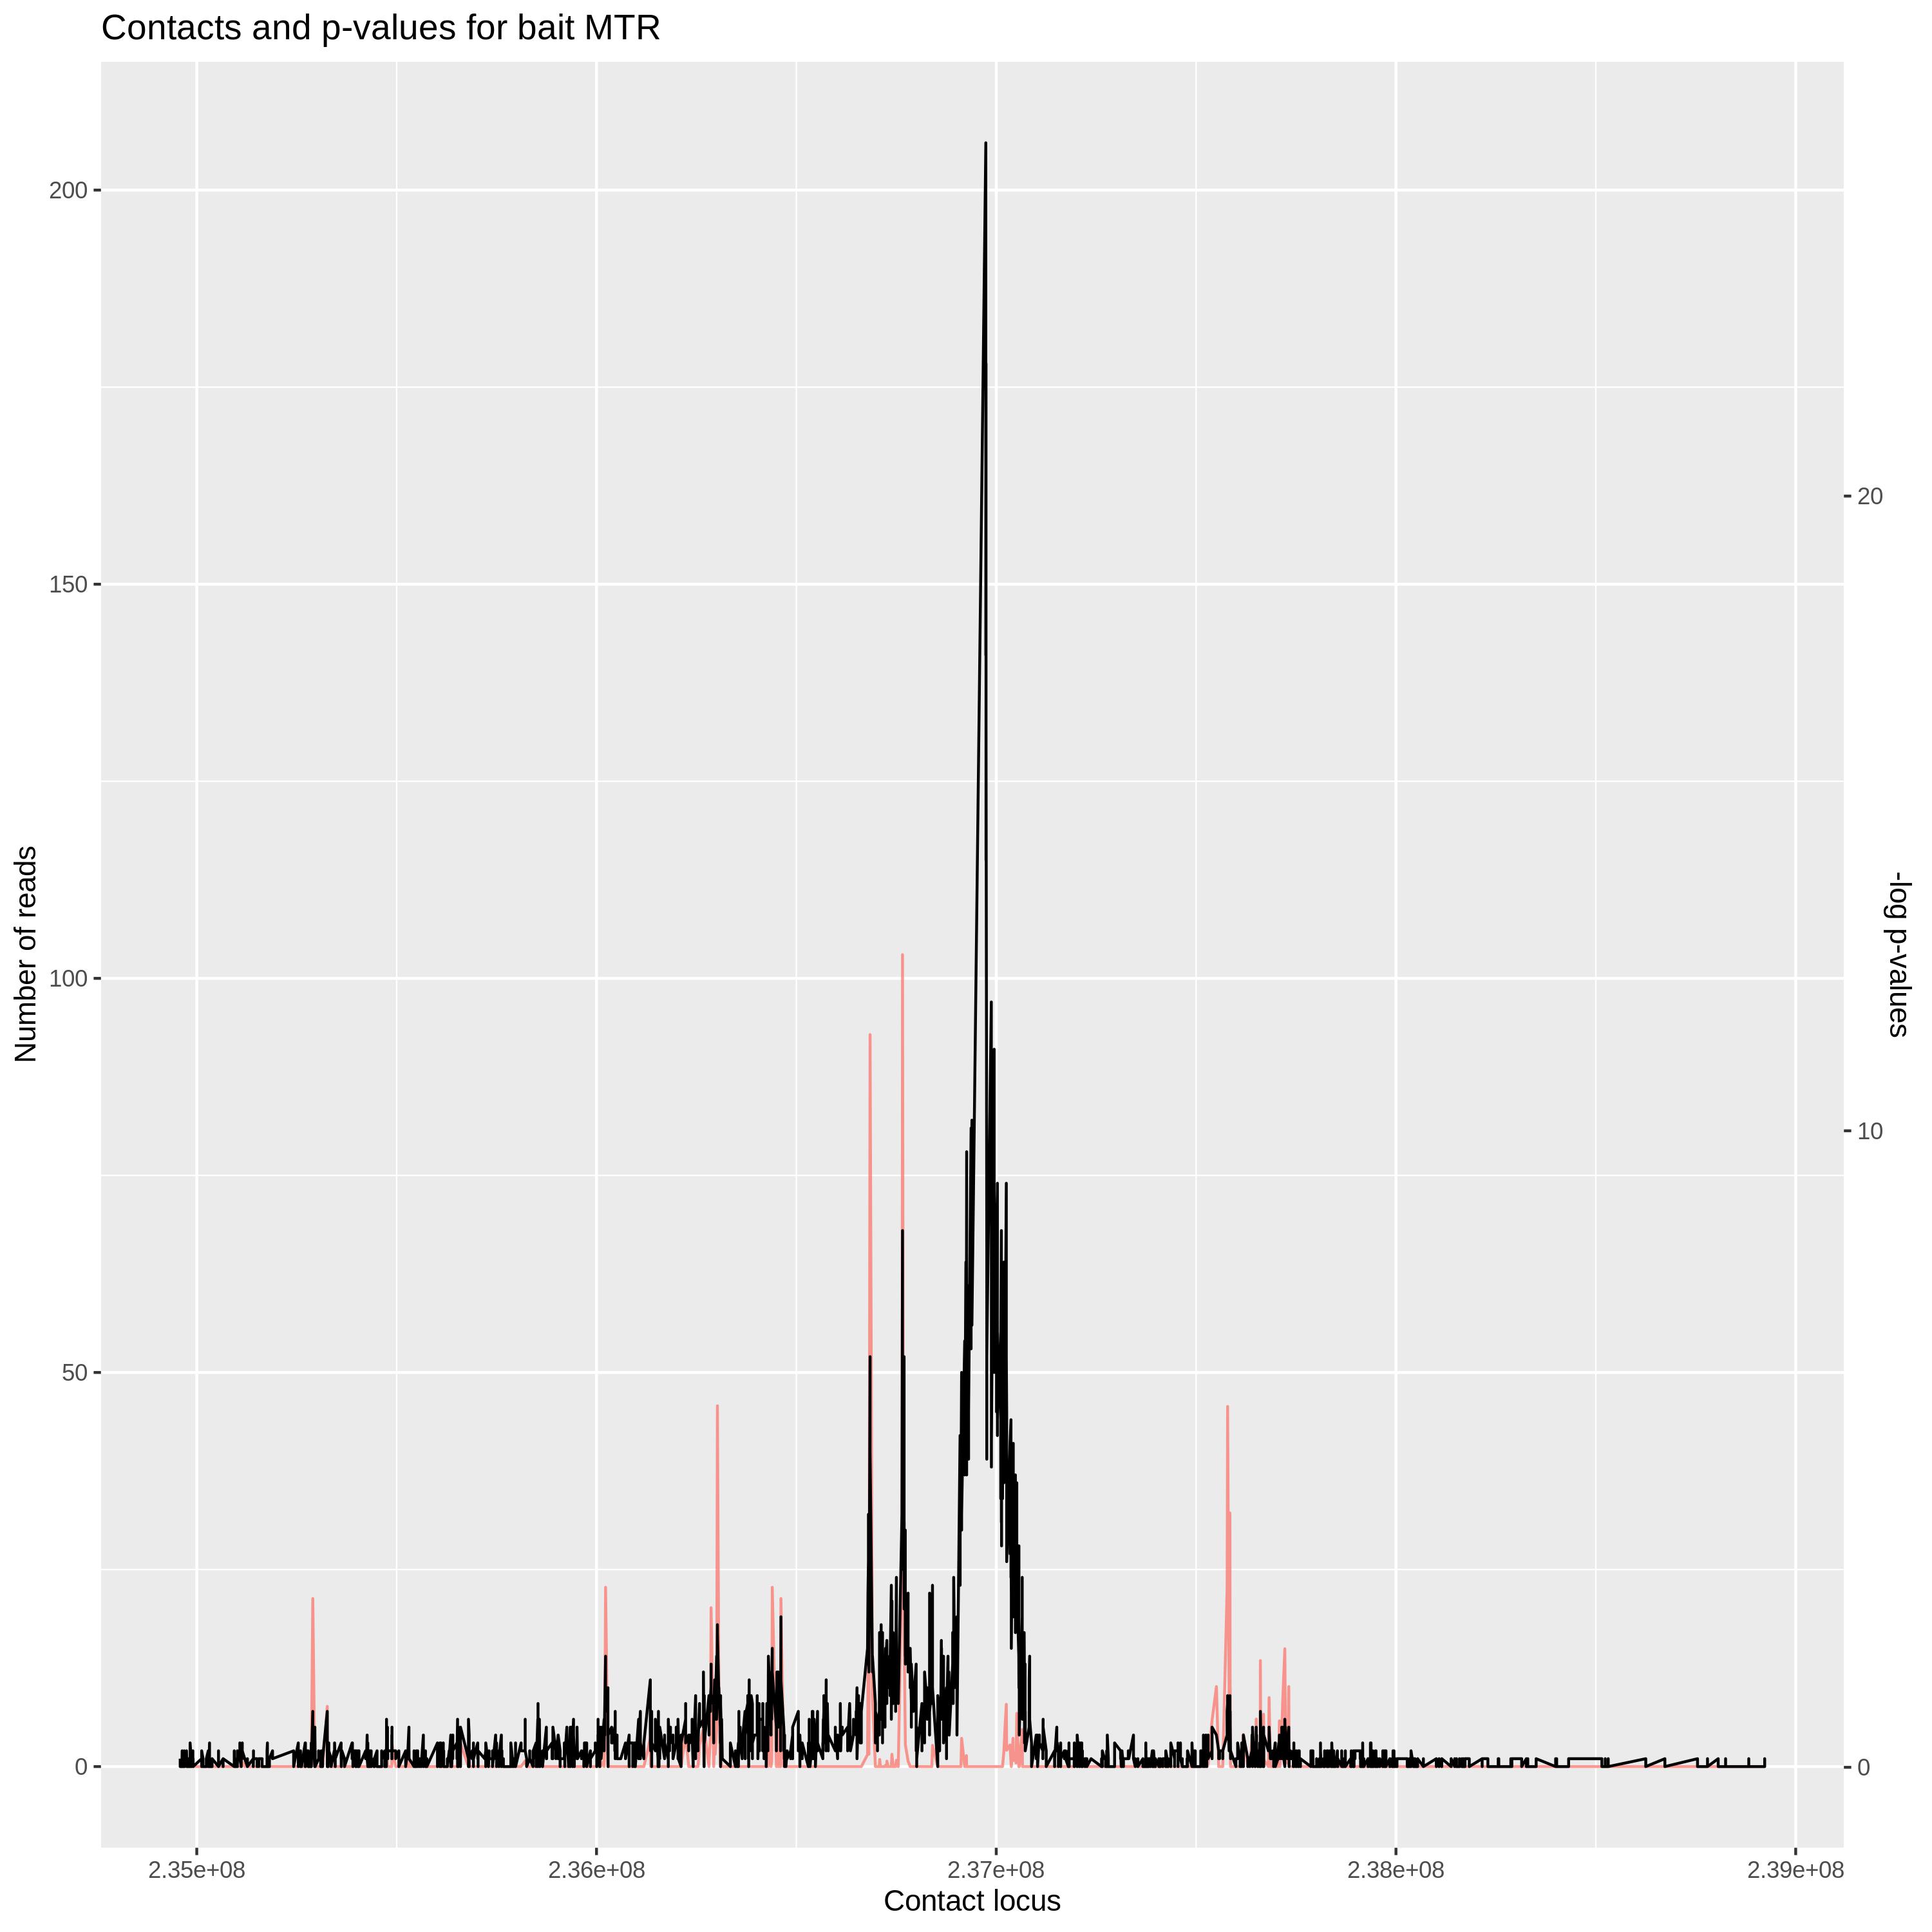 Contacts and p-values for bait MTR
200
150
100
50
0
Number of reads
20
10
0
-log p-values
2.35e+08
2.36e+08
2.37e+08
2.38e+08
2.39e+08
Contact locus